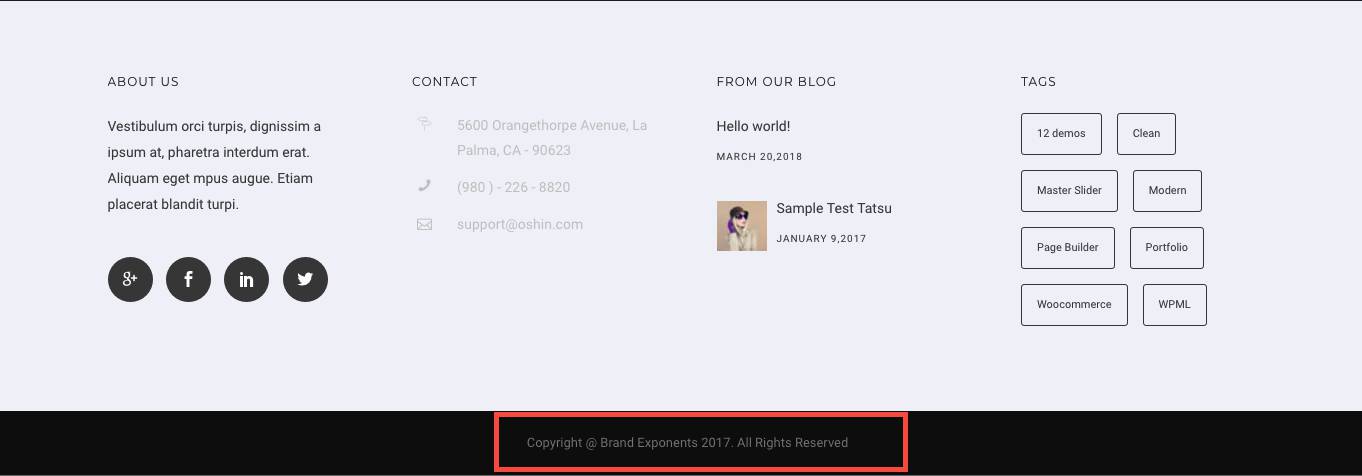 ABOUT US
Vestibulum orci turpis, dignissim a
ipsum at, pharetra interdum erat.
Aliquam eget mpus augue. Etiam
placerat blandit turpi.
g+ f in
CONTACT
5600 Orangethorpe Avenue, La
Palma, CA - 90623
(980 ) - 226 - 8820
support@oshin.com
FROM OUR BLOG
Hello world!
MARCH 20,2018
Sample Test Tatsu
JANUARY 9,2017
TAGS
12 demos Clean
Master Slider Modern
Page Builder Portfolio
Woocommerce WPML
Copyright @ Brand Exponents 2017. All Rights Reserved